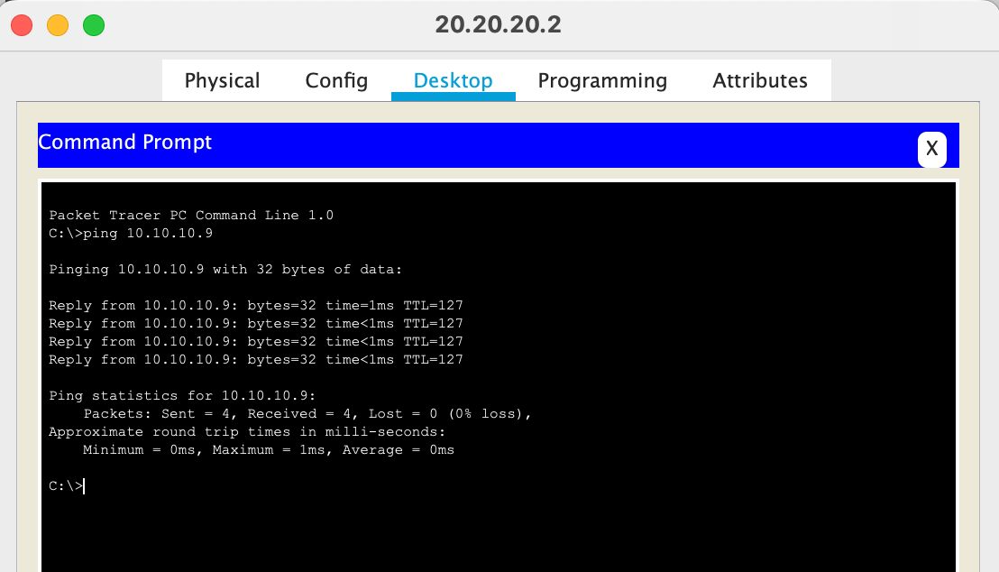 20.20.20.2
Physical Config Desktop Programming Attributes
Command Prompt
X
Packet Tracer PC Command Line 1.0
C:\>ping 10.10.10.9
Pinging 10.10.10.9 with 32 bytes of data:
Reply from 10.10.10.9: bytes=32 time=1ms TTL=127
Reply from 10.10.10.9: bytes=32 time<1ms TTL=127
Reply from 10.10.10.9: bytes=32 time<1ms TTL=127
Reply from 10.10.10.9: bytes=32 time<1ms TTL=127
Ping statistics for 10.10.10.9:
    Packets: Sent = 4, Received = 4, Lost = 0 (0% loss),
Approximate round trip times in milli-seconds:
    Minimum = 0ms, Maximum = 1ms, Average = 0ms
C:\>